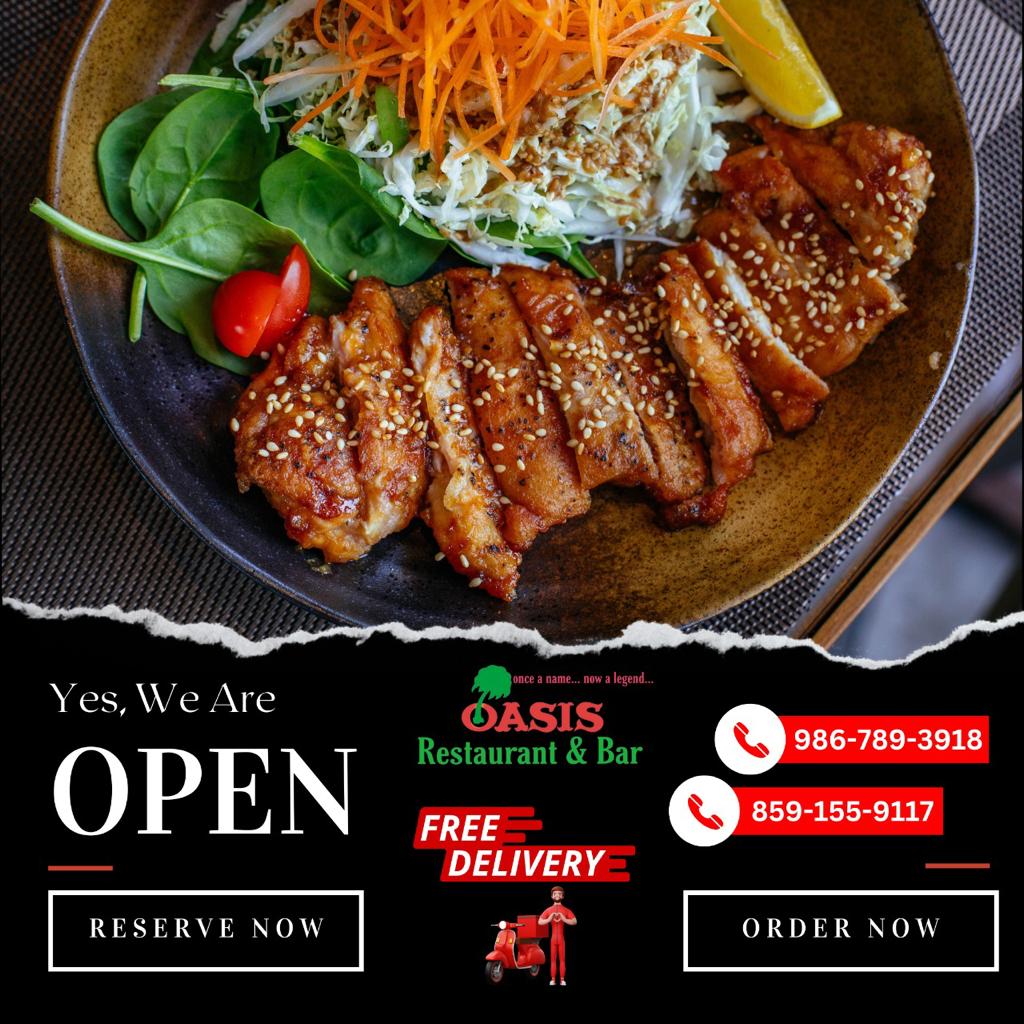 Yes, We Are
OPEN
RESERVE NOW
once a name... now a legend...
OASIS
Restaurant & Bar
FREE
DELIVERY
986-789-3918
859-155-9117
ORDER NOW